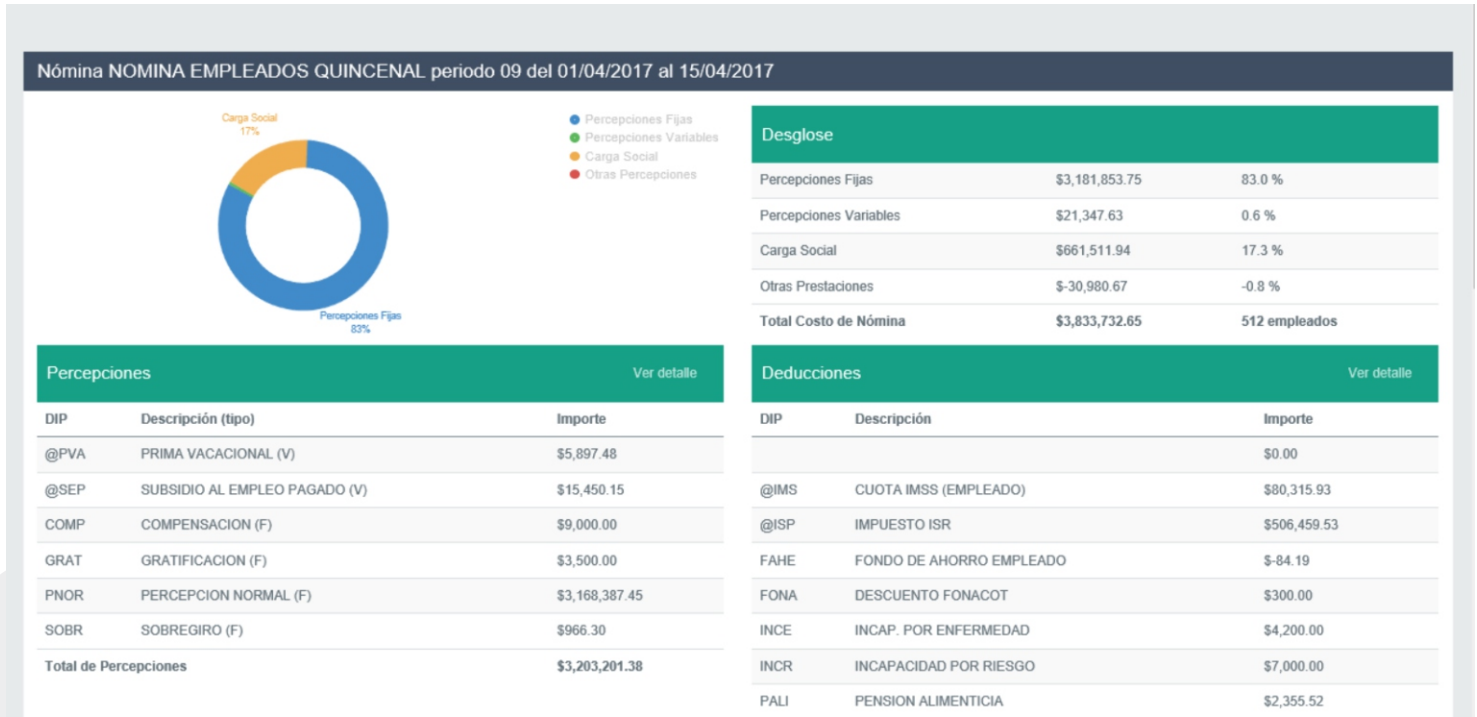 Nómina NOMINA EMPLEADOS QUINCENAL periodo 09 del 01/04/2017 al 15/04/2017
Carga Social
17%
Percepciones Fijas
83%
Percepciones Fijas
Percepciones Variables
Carga Social
Otras Percepciones
Desglose
Percepciones Fijas $3,181,853.75 83.0 %
Percepciones Variables $21,347.63 0.6 %
Carga Social $661,511.94 17.3 %
Otras Prestaciones $-30,980.67 -0.8 %
Total Costo de Nómina $3,833,732.65 512 empleados
Percepciones Ver detalle
DIP Descripción (tipo) Importe
@PVA PRIMA VACACIONAL (V) $5,897.48
@SEP SUBSIDIO AL EMPLEO PAGADO (V) $15,450.15
COMP COMPENSACION (F) $9,000.00
GRAT GRATIFICACION (F) $3,500.00
PNOR PERCEPCION NORMAL (F) $3,168,387.45
SOBR SOBREGIRO (F) $966.30
Total de Percepciones $3,203,201.38
Deducciones Ver detalle
DIP Descripción Importe
$0.00
@IMS CUOTA IMSS (EMPLEADO) $80,315.93
@ISP IMPUESTO ISR $506,459.53
FAHE FONDO DE AHORRO EMPLEADO $-84.19
FONA DESCUENTO FONACOT $300.00
INCE INCAP. POR ENFERMEDAD $4,200.00
INCR INCAPACIDAD POR RIESGO $7,000.00
PALI PENSION ALIMENTICIA $2,355.52